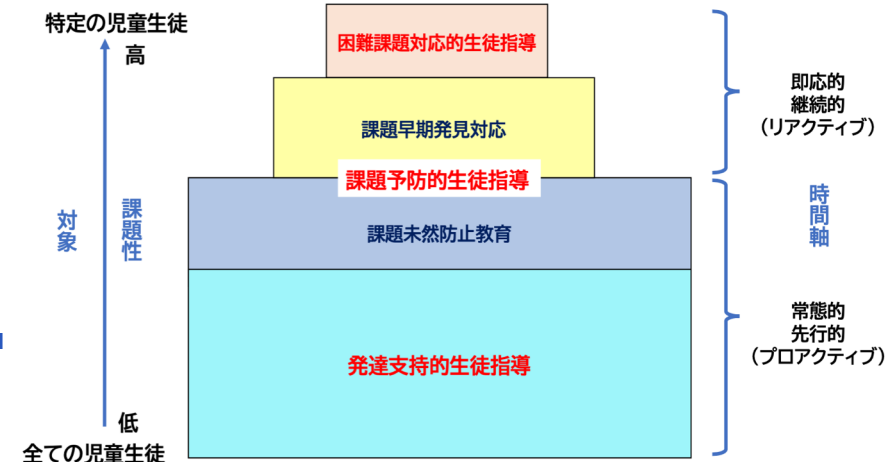 特定の児童生徒
高
困難課題対応的生徒指導
即応的
継続的
（リアクティブ）
課題早期発見対応
課題予防的生徒指導
対象
課題性
時間軸
課題未然防止教育
常態的
先行的
（プロアクティブ）
発達支持的生徒指導
低
全ての児童生徒